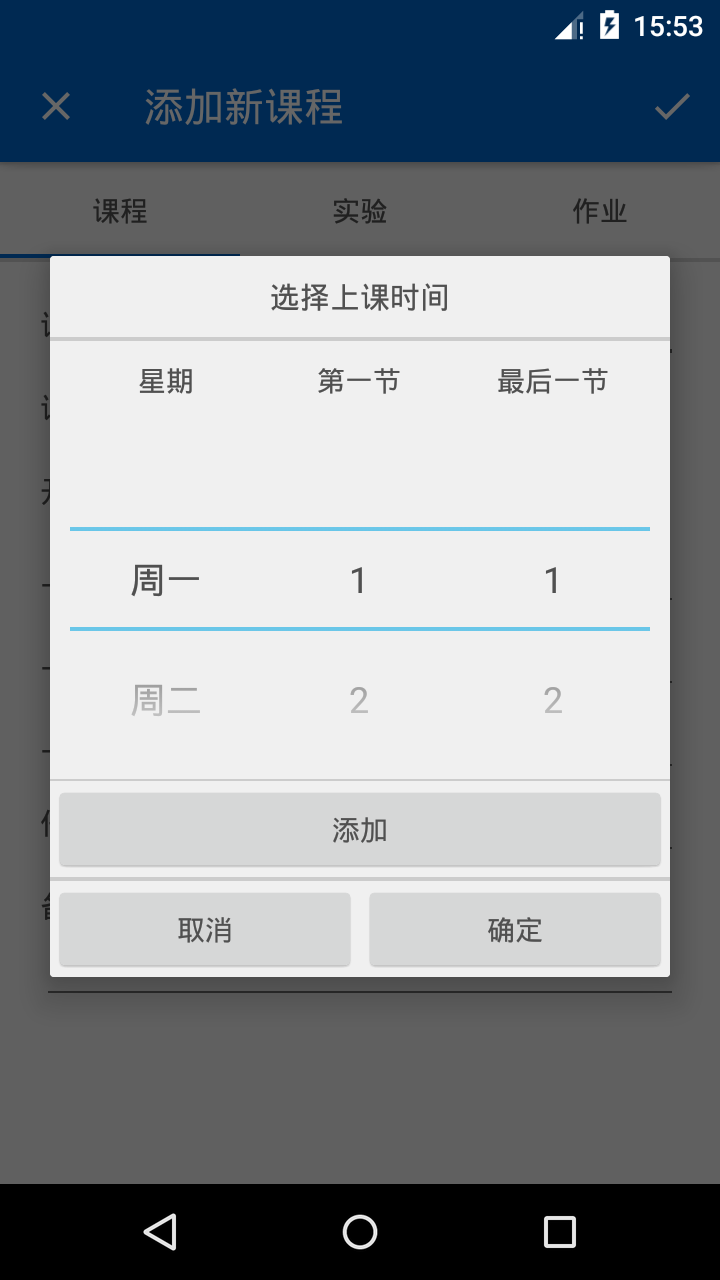 15:53
添加新课程
课程 实验 作业
选择上课时间
星期 第一节 最后一节
周一 1 1
周二 2 2
添加
取消 确定